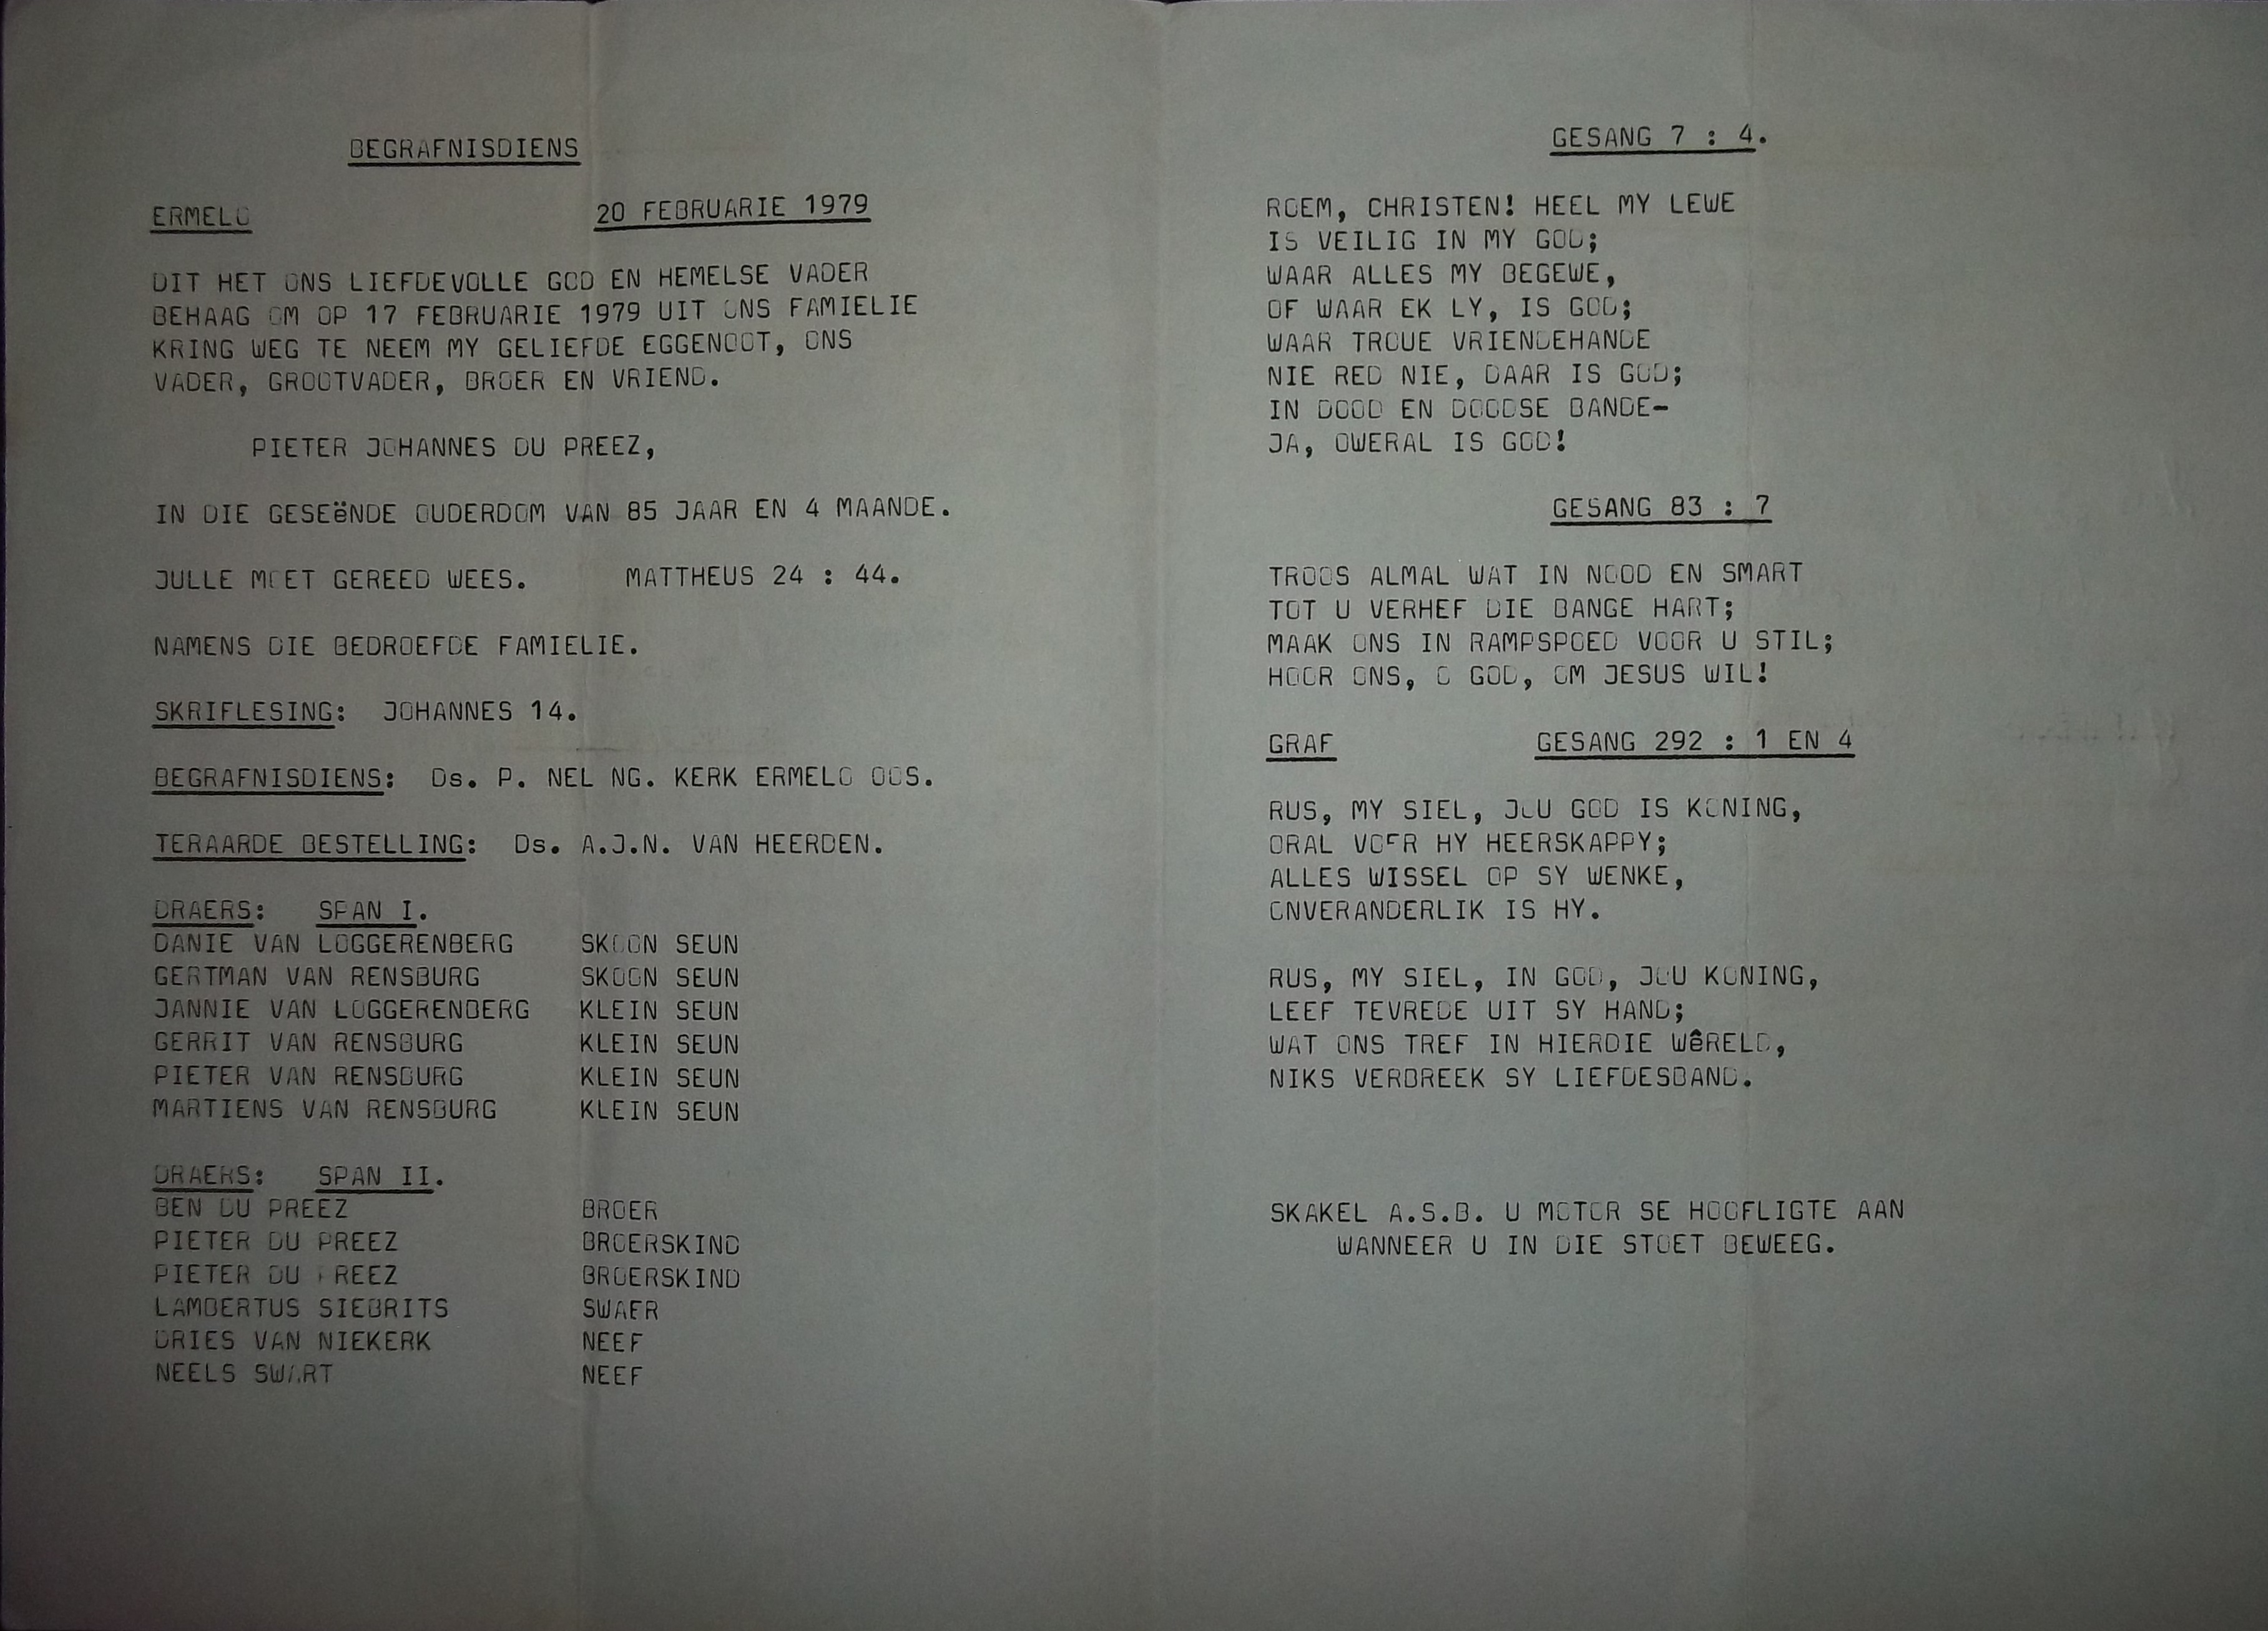 BEGRAFNISDIENS
ERMELO 20 FEBRUARIE 1979
DIT HET ONS LIEFDEVOLLE GOD EN HEMELSE VADER
BEHAAG OM OP 17 FEBRUARIE 1979 UIT ONS FAMIELIE
KRING WEG TE NEEM MY GELIEFDE EGGENOOT, ONS
VADER, GROOTVADER, BROER EN VRIEND.
PIETER JOHANNES DU PREEZ,
IN DIE GESEëNDE OUDERDOM VAN 85 JAAR EN 4 MAANDE.
JULLE MOET GEREED WEES. MATTHEUS 24 : 44.
NAMENS DIE BEDROEFDE FAMIELIE.
SKRIFLESING: JOHANNES 14.
BEGRAFNISDIENS: Ds. P. NEL NG. KERK ERMELO OOS.
TERAARDE BESTELLING: Ds. A.J.N. VAN HEERDEN.
DRAERS: SPAN I.
DANIE VAN LOGGERENBERG SKOON SEUN
GERTMAN VAN RENSBURG SKOON SEUN
JANNIE VAN LOGGERENBERG KLEIN SEUN
GERRIT VAN RENSBURG KLEIN SEUN
PIETER VAN RENSBURG KLEIN SEUN
MARTIENS VAN RENSBURG KLEIN SEUN
DRAERS: SPAN II.
BEN DU PREEZ BROER
PIETER DU PREEZ BROERSKIND
PIETER DU PREEZ BROERSKIND
LAMBERTUS SIEBRITS SWAER
DRIES VAN NIEKERK NEEF
NEELS SWART NEEF
GESANG 7 : 4.
ROEM, CHRISTEN! HEEL MY LEWE
IS VEILIG IN MY GOD;
WAAR ALLES MY BEGEWE,
OF WAAR EK LY, IS GOD;
WAAR TROUE VRIENDEHANDE
NIE RED NIE, DAAR IS GOD;
IN DOOD EN DOODSE BANDE-
JA, OWERAL IS GOD!
GESANG 83 : 7
TROOS ALMAL WAT IN NOOD EN SMART
TOT U VERHEF DIE BANGE HART;
MAAK ONS IN RAMPSPOED VOOR U STIL;
HOOR ONS, O GOD, OM JESUS WIL!
GRAF GESANG 292 : 1 EN 4
RUS, MY SIEL, JOU GOD IS KONING,
ORAL VOER HY HEERSKAPPY;
ALLES WISSEL OP SY WENKE,
ONVERANDERLIK IS HY.
RUS, MY SIEL, IN GOD, JOU KONING,
LEEF TEVREDE UIT SY HAND;
WAT ONS TREF IN HIERDIE WêRELD,
NIKS VERBREEK SY LIEFDESBAND.
SKAKEL A.S.B. U MOTOR SE HOOFLIGTE AAN
WANNEER U IN DIE STOET BEWEEG.